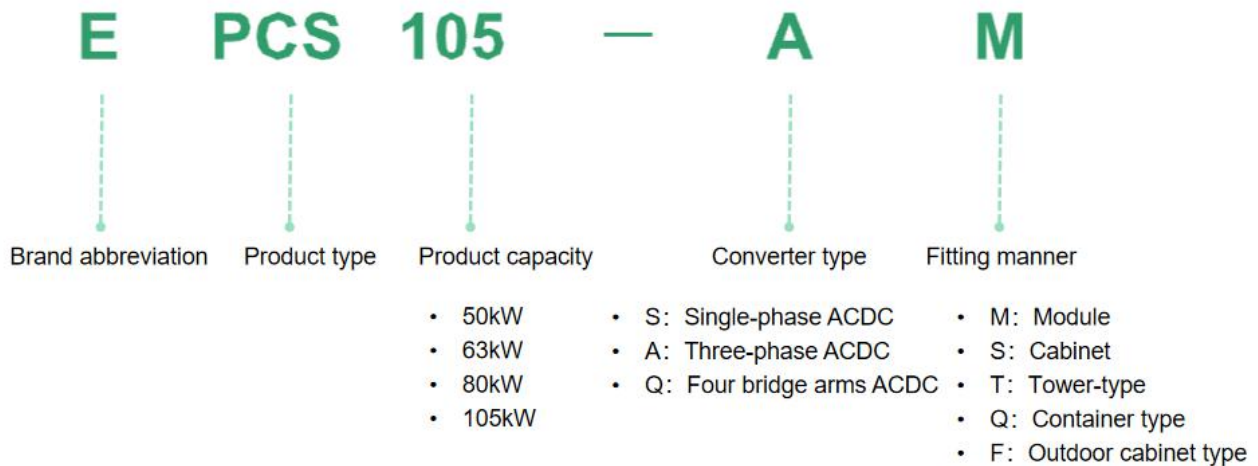 E PCS 105 — A M
Brand abbreviation Product type Product capacity Converter type Fitting manner
• 50kW
• 63kW
• 80kW
• 105kW
• S: Single-phase ACDC
• A: Three-phase ACDC
• Q: Four bridge arms ACDC
• M: Module
• S: Cabinet
• T: Tower-type
• Q: Container type
• F: Outdoor cabinet type